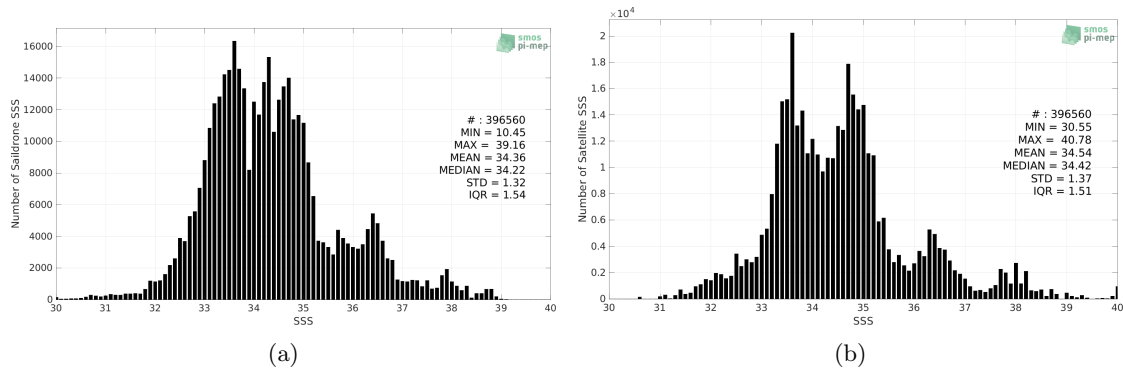 smos
pi-mep
Number of Saildrone SSS
16000
14000
12000
10000
8000
6000
4000
2000
0
# : 396560
MIN = 10.45
MAX = 39.16
MEAN = 34.36
MEDIAN = 34.22
STD = 1.32
IQR = 1.54
30 31 32 33 34 35 36 37 38 39 40
SSS
(a)
×10⁴
smos
pi-mep
Number of Satellite SSS
2
1.8
1.6
1.4
1.2
1
0.8
0.6
0.4
0.2
0
# : 396560
MIN = 30.55
MAX = 40.78
MEAN = 34.54
MEDIAN = 34.42
STD = 1.37
IQR = 1.51
30 31 32 33 34 35 36 37 38 39 40
SSS
(b)